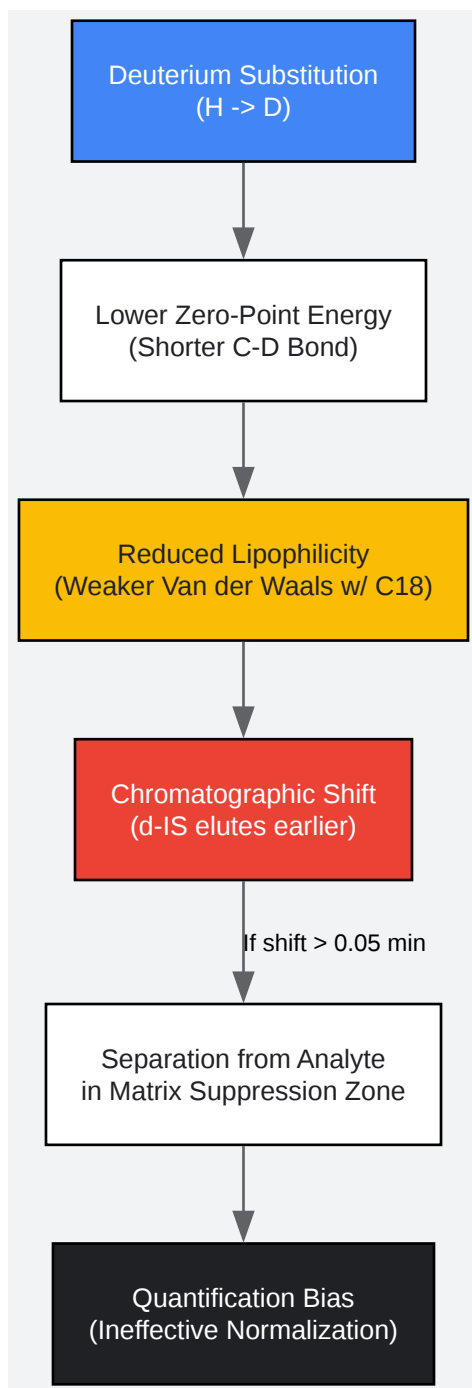 Deuterium Substitution
(H -> D)
Lower Zero-Point Energy
(Shorter C-D Bond)
Reduced Lipophilicity
(Weaker Van der Waals w/ C18)
Chromatographic Shift
(d-IS elutes earlier)
If shift > 0.05 min
Separation from Analyte
in Matrix Suppression Zone
Quantification Bias
(Ineffective Normalization)